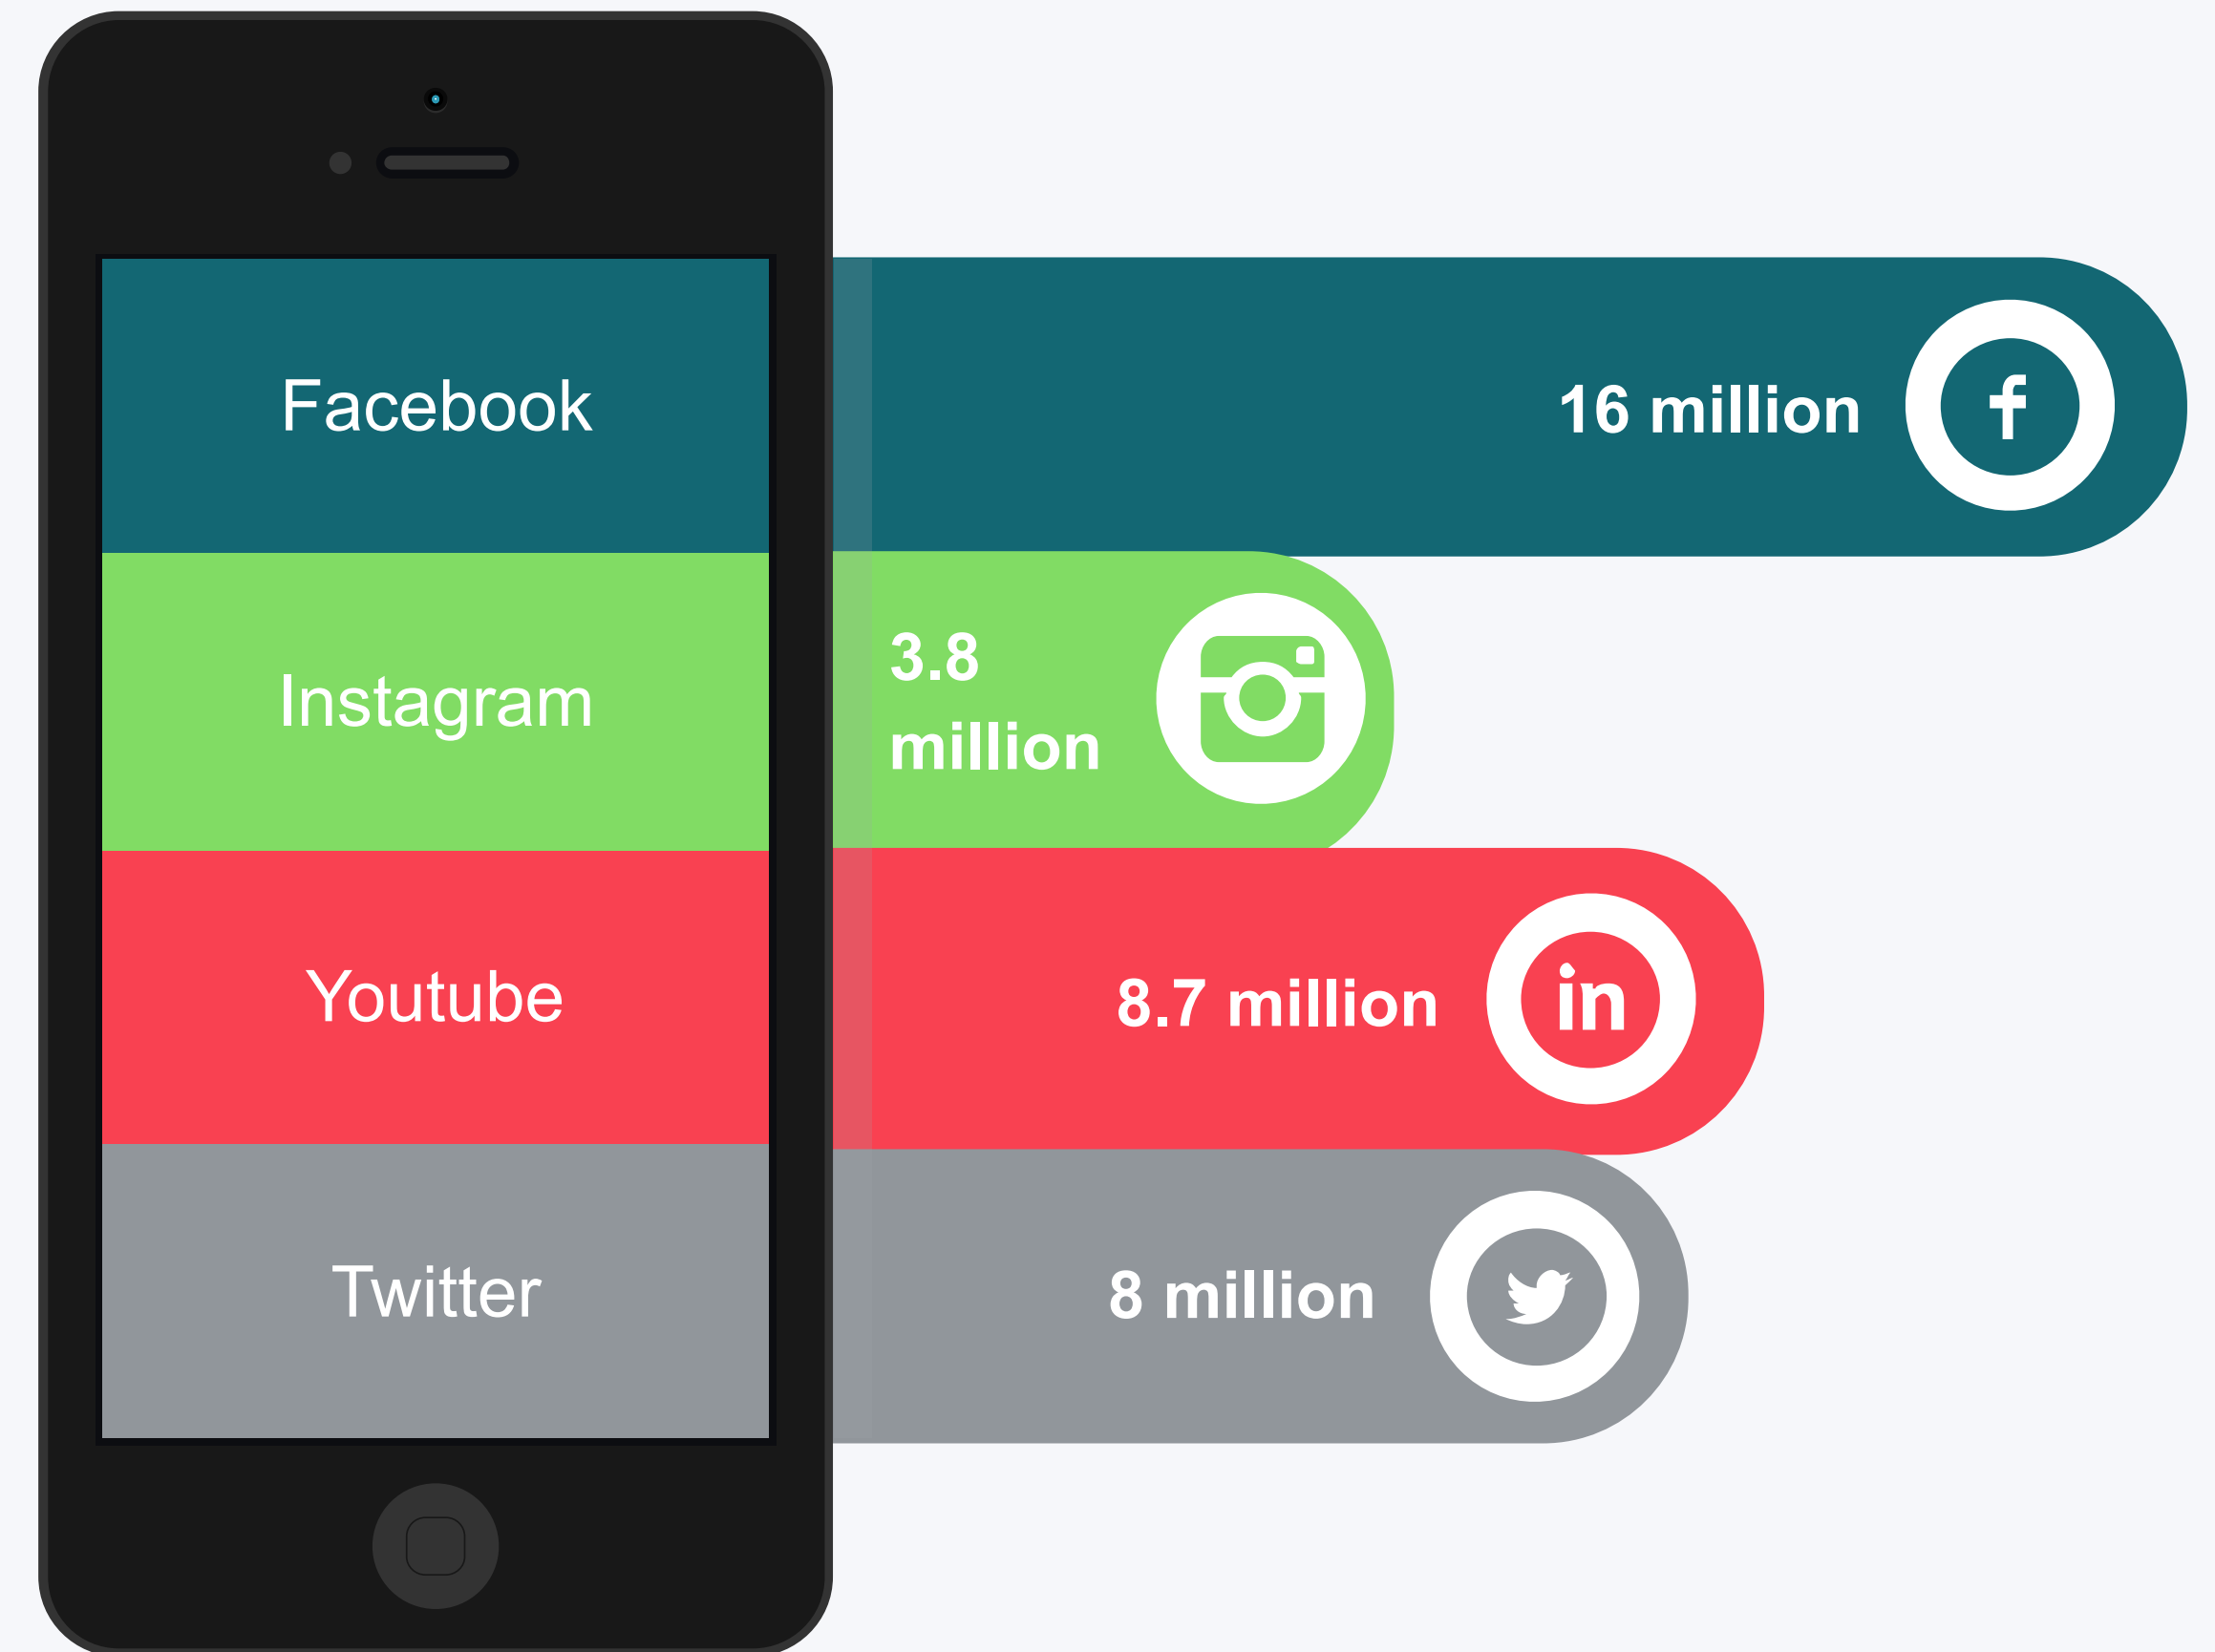 Facebook
16 million
f
Instagram
3.8
million
Youtube
8.7 million
in
Twitter
8 million